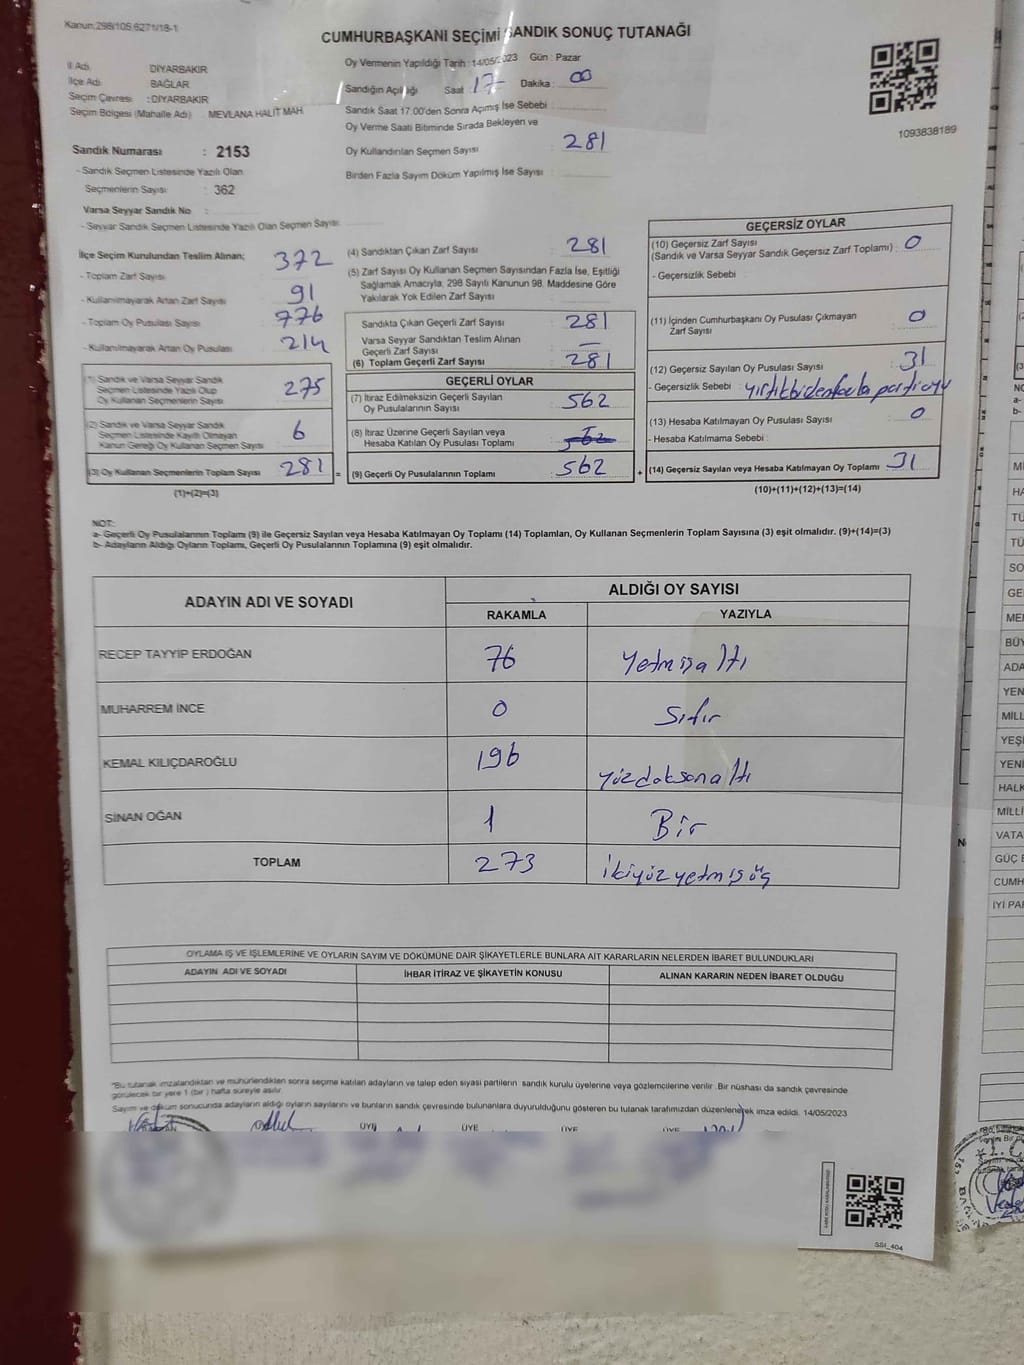 Kanun:298/105,6271/18-1
CUMHURBAŞKANI SEÇİMİ SANDIK SONUÇ TUTANAĞI
İl Adı : DİYARBAKIR
İlçe Adı : BAĞLAR
Seçim Çevresi : DİYARBAKIR
Seçim Bölgesi (Mahalle Adı) : MEVLANA HALİT MAH.
Oy Vermenin Yapıldığı Tarih : 14/05/2023 Gün : Pazar
Sandığın Açılışı Saat : 17- Dakika : 00
Sandık Saat 17:00'den Sonra Açımış İse Sebebi :
Oy Verme Saati Bitiminde Sırada Bekleyen ve
Oy Kullandırılan Seçmen Sayısı : 281
Birden Fazla Sayım Döküm Yapılmış İse Sayısı :
1093838189
Sandık Numarası : 2153
- Sandık Seçmen Listesinde Yazılı Olan
Seçmenlerin Sayısı : 362
Varsa Seyyar Sandık No :
- Seyyar Sandık Seçmen Listesinde Yazılı Olan Seçmen Sayısı:
İlçe Seçim Kurulundan Teslim Alınan;
- Toplam Zarf Sayısı : 372
- Kullanılmayarak Artan Zarf Sayısı : 91
- Toplam Oy Pusulası Sayısı : 776
- Kullanılmayarak Artan Oy Pusulası : 214
(1) Sandık ve Varsa Seyyar Sandık
Seçmen Listesinde Yazılı Olup
Oy Kullanan Seçmenlerin Sayısı : 275
(2) Sandık ve Varsa Seyyar Sandık
Seçmen Listesinde Kayıtlı Olmayan
Kanun Gereği Oy Kullanan Seçmen Sayısı : 6
(3) Oy Kullanan Seçmenlerin Toplam Sayısı : 281 =
(1)+(2)=(3)
(4) Sandıktan Çıkan Zarf Sayısı : 281
(5) Zarf Sayısı Oy Kullanan Seçmen Sayısından Fazla İse, Eşitliği
Sağlamak Amacıyla, 298 Sayılı Kanunun 98. Maddesine Göre
Yakılarak Yok Edilen Zarf Sayısı :
Sandıkta Çıkan Geçerli Zarf Sayısı : 281
Varsa Seyyar Sandıktan Teslim Alınan
Geçerli Zarf Sayısı : –
(6) Toplam Geçerli Zarf Sayısı : 281
GEÇERLİ OYLAR
(7) İtiraz Edilmeksizin Geçerli Sayılan
Oy Pusulalarının Sayısı : 562
(8) İtiraz Üzerine Geçerli Sayılan veya
Hesaba Katılan Oy Pusulası Toplamı : 562
(9) Geçerli Oy Pusulalarının Toplamı : 562 +
GEÇERSİZ OYLAR
(10) Geçersiz Zarf Sayısı : 0
(Sandık ve Varsa Seyyar Sandık Geçersiz Zarf Toplamı)
- Geçersizlik Sebebi :
(11) İçinden Cumhurbaşkanı Oy Pusulası Çıkmayan
Zarf Sayısı : 0
(12) Geçersiz Sayılan Oy Pusulası Sayısı : 31
- Geçersizlik Sebebi : yırtık birden fazla parti oyu
(13) Hesaba Katılmayan Oy Pusulası Sayısı : 0
- Hesaba Katılmama Sebebi :
(14) Geçersiz Sayılan veya Hesaba Katılmayan Oy Toplamı : 31
(10)+(11)+(12)+(13)=(14)
NOT:
a- Geçerli Oy Pusulalarının Toplamı (9) ile Geçersiz Sayılan veya Hesaba Katılmayan Oy Toplamı (14) Toplamları, Oy Kullanan Seçmenlerin Toplam Sayısına (3) eşit olmalıdır. (9)+(14)=(3)
b- Adayların Aldığı Oyların Toplamı, Geçerli Oy Pusulalarının Toplamına (9) eşit olmalıdır.
ADAYIN ADI VE SOYADI ALDIĞI OY SAYISI
RAKAMLA YAZIYLA
RECEP TAYYİP ERDOĞAN 76 Yetmişaltı
MUHARREM İNCE 0 Sıfır
KEMAL KILIÇDAROĞLU 196 yüzdoksanaltı
SİNAN OĞAN 1 Bir
TOPLAM 273 ikiyüzyetmişüç
OYLAMA İŞ VE İŞLEMLERİNE VE OYLARIN SAYIM VE DÖKÜMÜNE DAİR ŞİKAYETLERLE BUNLARA AİT KARARLARIN NELERDEN İBARET BULUNDUKLARI
ADAYIN ADI VE SOYADI İHBAR İTİRAZ VE ŞİKAYETİN KONUSU ALINAN KARARIN NEDEN İBARET OLDUĞU
*Bu tutanak imzalandıktan ve mühürlendikten sonra seçime katılan adayların ve talep eden siyasi partilerin sandık kurulu üyelerine veya gözlemcilerine verilir. Bir nüshası da sandık çevresinde
görülecek bir yere 1 (bir) hafta süreyle asılır.
Sayım ve döküm sonucunda adayların aldığı oyların sayılarını ve bunların sandık çevresinde bulunanlara duyurulduğunu gösteren bu tutanak tarafımızdan düzenlenerek imza edildi. 14/05/2023
ÜYE ÜYE ÜYE ÜYE
SSI_404